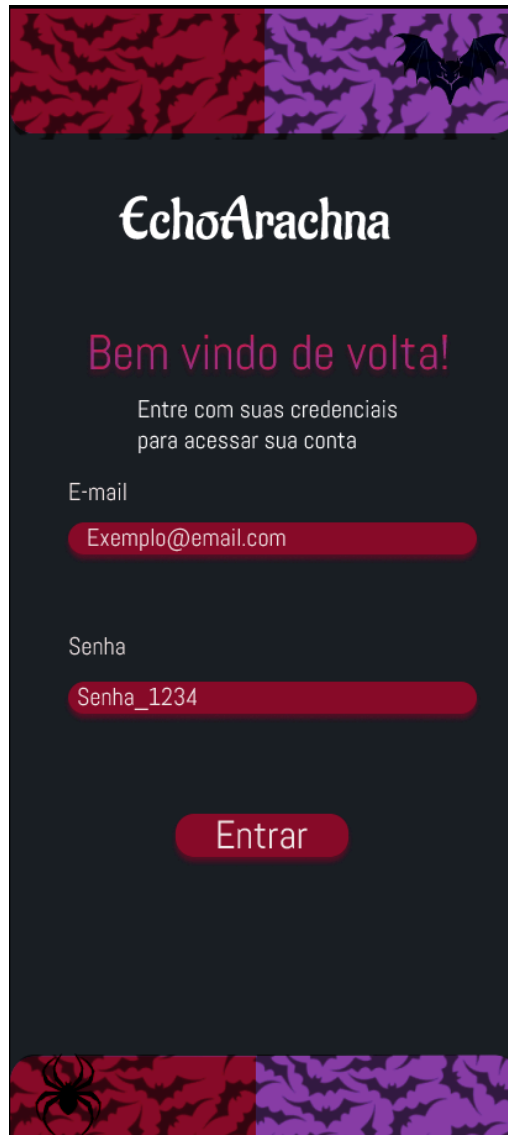 EchoArachna
Bem vindo de volta!
Entre com suas credenciais
para acessar sua conta
E-mail
Exemplo@email.com
Senha
Senha_1234
Entrar